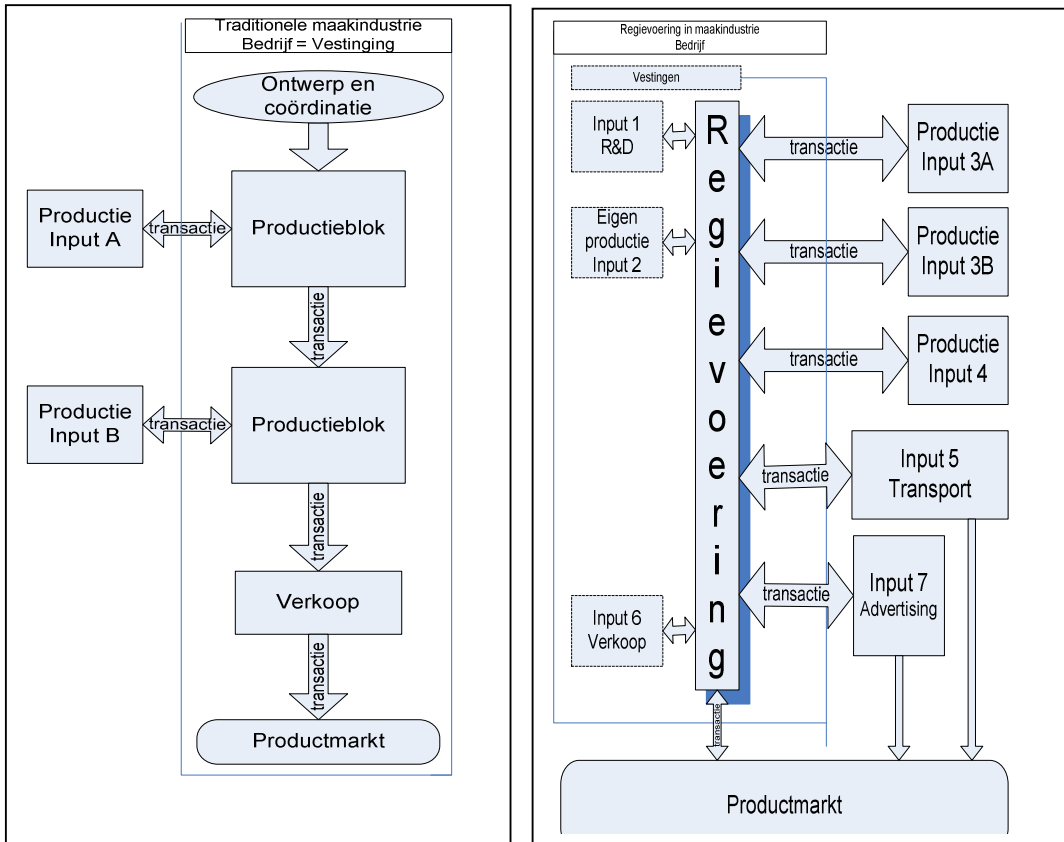 Traditionele maakindustrie
Bedrijf = Vestinging
Ontwerp en
coördinatie
Productie
Input A
transactie
Productieblok
transactie
Productie
Input B
transactie
Productieblok
transactie
Verkoop
transactie
Productmarkt
Regievoering in maakindustrie
Bedrijf
Vestingen
Input 1
R&D
Eigen
productie
Input 2
Input 6
Verkoop
Regievoering
transactie
Productie
Input 3A
transactie
Productie
Input 3B
transactie
Productie
Input 4
transactie
Input 5
Transport
transactie
Input 7
Advertising
transactie
Productmarkt